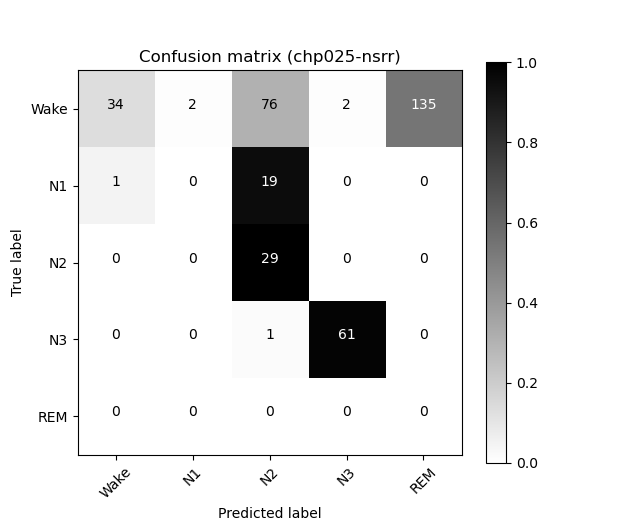 Confusion matrix (chp025-nsrr)
1.0
Wake 34 2 76 2 135
0.8
N1 1 0 19 0 0
0.6
N2 0 0 29 0 0
True label
0.4
N3 0 0 1 61 0
0.2
REM 0 0 0 0 0
0.0
Wake N1 N2 N3 REM
Predicted label